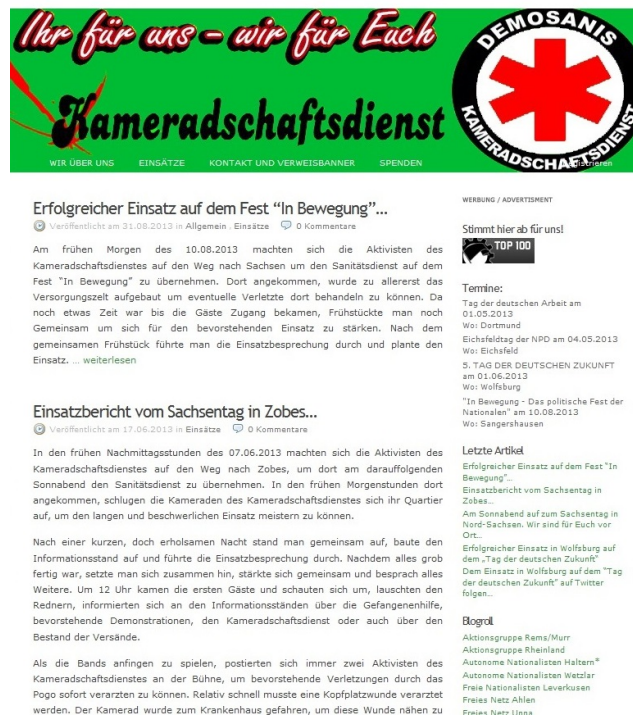 Ihr für uns – wir für Euch
DEMOSANIS
Kameradschaftsdienst
KAMERADSCHAFTSDIENST
WIR ÜBER UNS
EINSÄTZE
KONTAKT UND VERWEISBANNER
SPENDEN
Erfolgreicher Einsatz auf dem Fest “In Bewegung”...
Veröffentlicht am 31.08.2013 in Allgemein , Einsätze 0 Kommentare
Am frühen Morgen des 10.08.2013 machten sich die Aktivisten des
Kameradschaftsdienstes auf den Weg nach Sachsen um den Sanitätsdienst auf dem
Fest “In Bewegung” zu übernehmen. Dort angekommen, wurde zu allererst das
Versorgungszelt aufgebaut um eventuelle Verletzte dort behandeln zu können. Da
noch etwas Zeit war bis die Gäste Zugang bekamen, Frühstückte man noch
Gemeinsam um sich für den bevorstehenden Einsatz zu stärken. Nach dem
gemeinsamen Frühstück führte man die Einsatzbesprechung durch und plante den
Einsatz. ... weiterlesen
Einsatzbericht vom Sachsentag in Zobes...
Veröffentlicht am 17.06.2013 in Einsätze 0 Kommentare
In den frühen Nachmittagsstunden des 07.06.2013 machten sich die Aktivisten des
Kameradschaftsdienstes auf den Weg nach Zobes, um dort am darauffolgenden
Sonnabend den Sanitätsdienst zu übernehmen. In den frühen Morgenstunden dort
angekommen, schlugen die Kameraden des Kameradschaftsdienstes sich ihr Quartier
auf, um den langen und beschwerlichen Einsatz meistern zu können.
Nach einer kurzen, doch erholsamen Nacht stand man gemeinsam auf, baute den
Informationsstand auf und führte die Einsatzbesprechung durch. Nachdem alles grob
fertig war, setzte man sich zusammen hin, stärkte sich gemeinsam und besprach alles
Weitere. Um 12 Uhr kamen die ersten Gäste und schauten sich um, lauschten den
Rednern, informierten sich an den Informationsständen über die Gefangenenhilfe,
bevorstehende Demonstrationen, den Kameradschaftsdienst oder auch über den
Bestand der Versände.
Als die Bands anfingen zu spielen, postierten sich immer zwei Aktivisten des
Kameradschaftsdienstes an der Bühne, um bevorstehende Verletzungen durch das
Pogo sofort verarzten zu können. Relativ schnell musste eine Kopfplatzwunde verarztet
werden. Der Kamerad wurde zum Krankenhaus gefahren, um diese Wunde nähen zu
WERBUNG / ADVERTISMENT
Stimmt hier ab für uns!
TOP 100
Termine:
Tag der deutschen Arbeit am
01.05.2013
Wo: Dortmund
Eichsfeldtag der NPD am 04.05.2013
Wo: Eichsfeld
5. TAG DER DEUTSCHEN ZUKUNFT
am 01.06.2013
Wo: Wolfsburg
"In Bewegung - Das politische Fest der
Nationalen" am 10.08.2013
Wo: Sangershausen
Letzte Artikel
Erfolgreicher Einsatz auf dem Fest “In
Bewegung”...
Einsatzbericht vom Sachsentag in
Zobes...
Am Sonnabend auf zum Sachsentag in
Nord-Sachsen. Wir sind für Euch vor
Ort...
Erfolgreicher Einsatz in Wolfsburg auf
dem „Tag der deutschen Zukunft"
Dem Einsatz in Wolfsburg auf dem "Tag
der deutschen Zukunft" auf Twitter
folgen...
Blogroll
Aktionsgruppe Rems/Murr
Aktionsgruppe Rheinland
Autonome Nationalisten Haltern*
Autonome Nationalisten Wetzlar
Freie Nationalisten Leverkusen
Freies Netz Ahlen
Freies Netz Unna